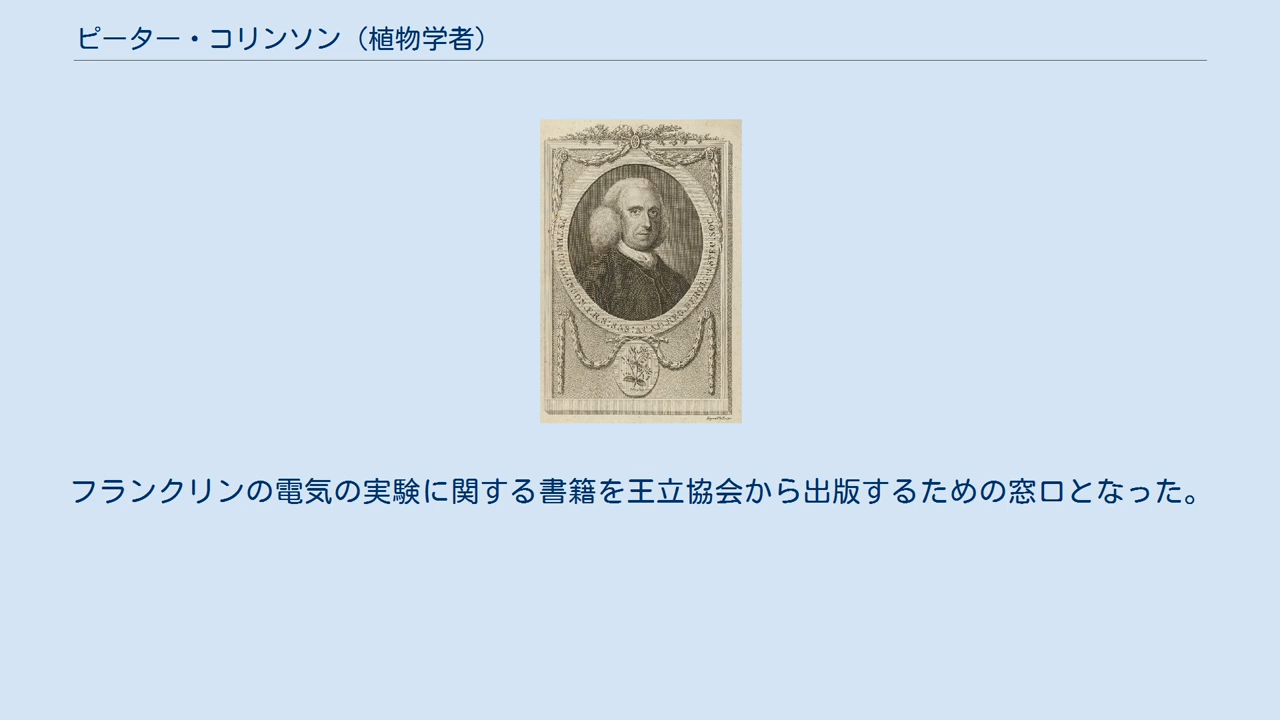 ピーター・コリンソン（植物学者）
PETER COLLINSON F.R.S.
フランクリンの電気の実験に関する書籍を王立協会から出版するための窓口となった。